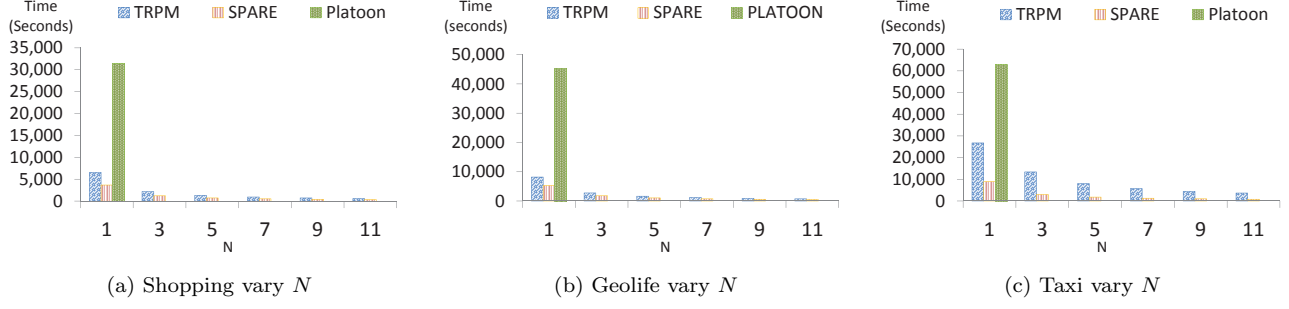 Time
(Seconds)
TRPM SPARE Platoon
35,000
30,000
25,000
20,000
15,000
10,000
5,000
0
1 3 5 7 9 11
N
(a) Shopping vary N
Time
(Seconds)
TRPM SPARE PLATOON
50,000
40,000
30,000
20,000
10,000
0
1 3 5 7 9 11
N
(b) Geolife vary N
Time
(Seconds)
TRPM SPARE Platoon
70,000
60,000
50,000
40,000
30,000
20,000
10,000
0
1 3 5 7 9 11
N
(c) Taxi vary N